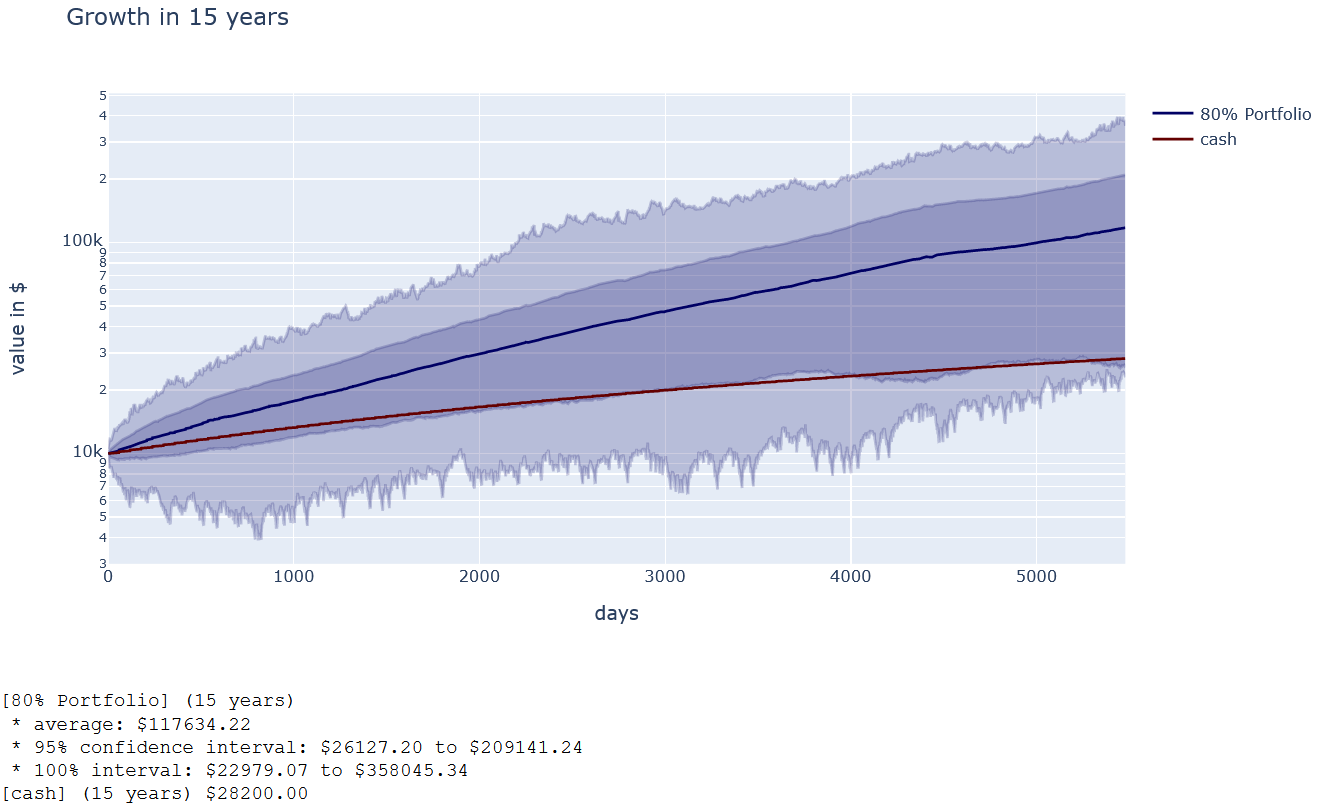 Growth in 15 years
80% Portfolio
cash
value in $
5
4
3
2
100k
9
8
7
6
5
4
3
2
10k
9
8
7
6
5
4
3
0
1000
2000
3000
4000
5000
days
[80% Portfolio] (15 years)
* average: $117634.22
* 95% confidence interval: $26127.20 to $209141.24
* 100% interval: $22979.07 to $358045.34
[cash] (15 years) $28200.00